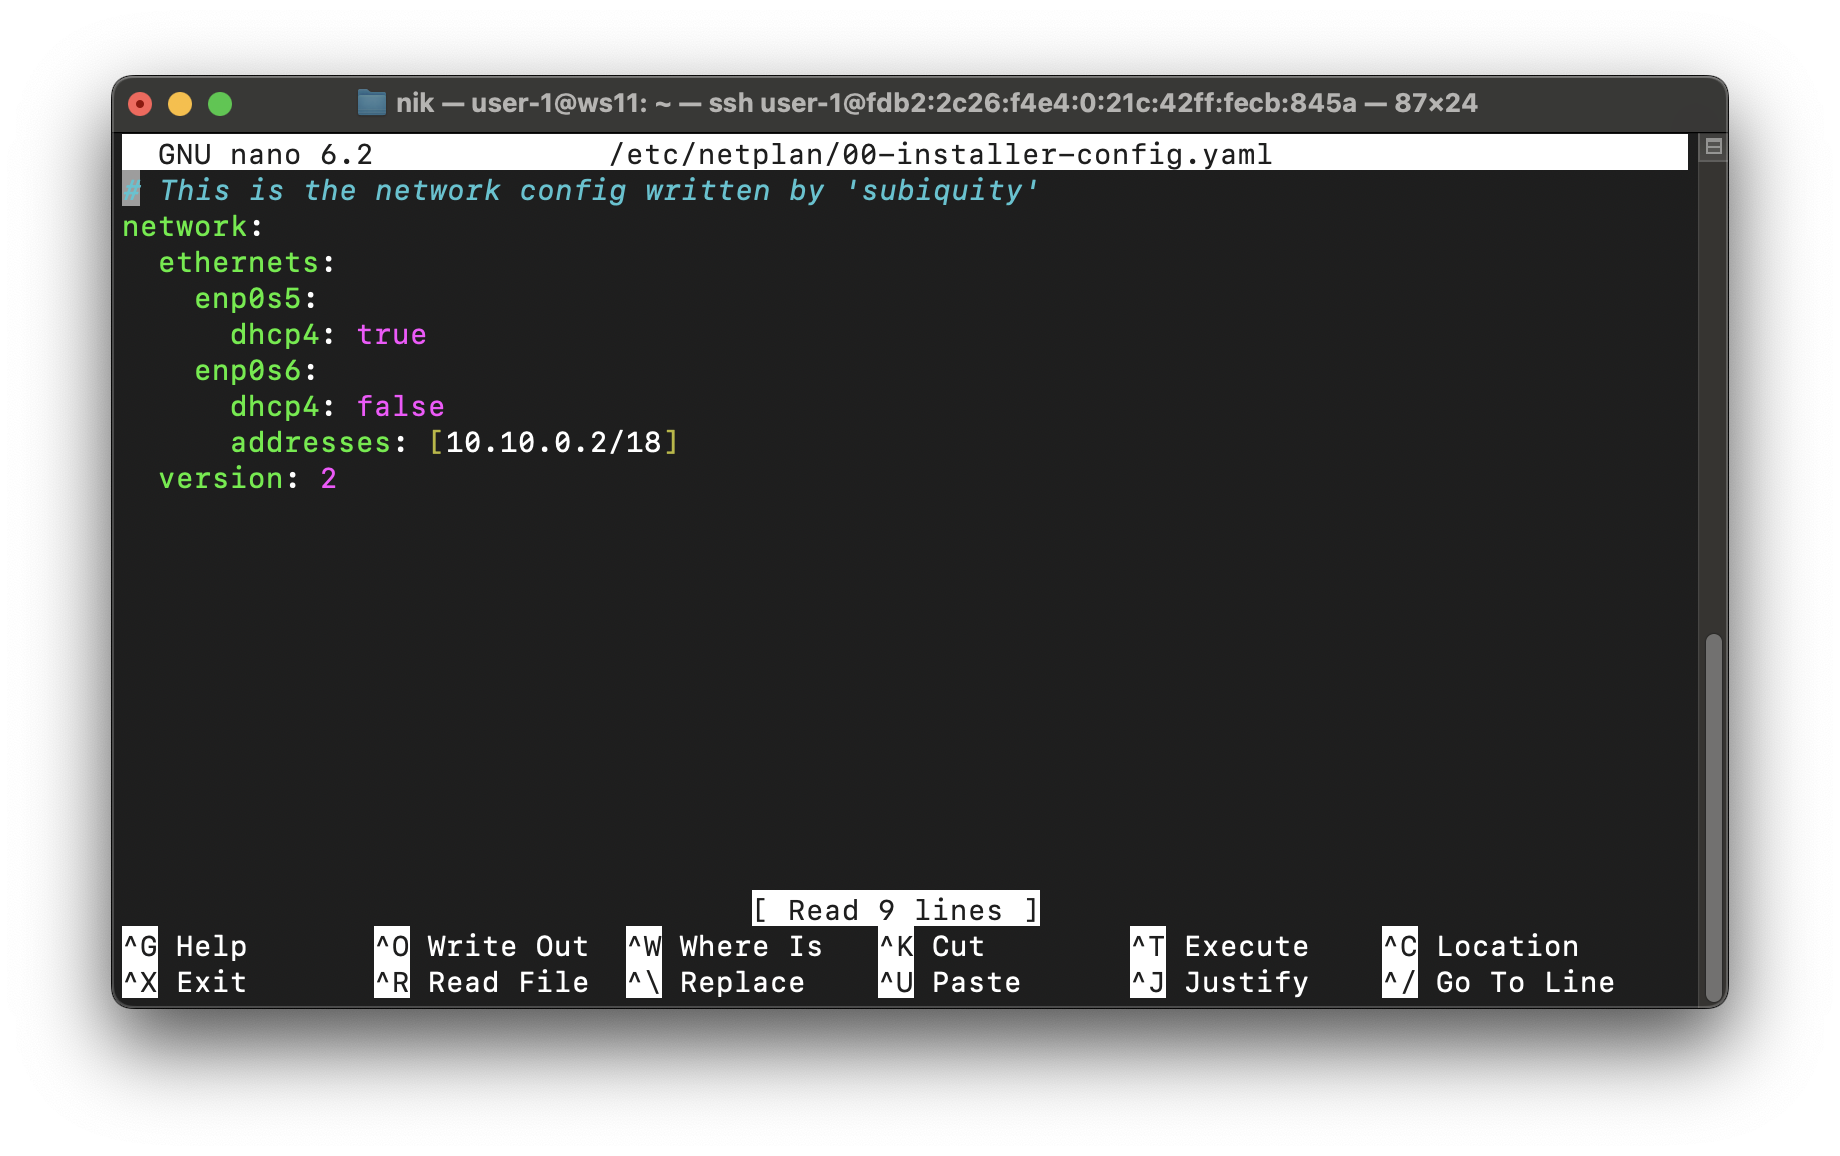 nik — user-1@ws11: ~ — ssh user-1@fdb2:2c26:f4e4:0:21c:42ff:fecb:845a — 87×24
GNU nano 6.2 /etc/netplan/00-installer-config.yaml
# This is the network config written by 'subiquity'
network:
  ethernets:
    enp0s5:
      dhcp4: true
    enp0s6:
      dhcp4: false
      addresses: [10.10.0.2/18]
  version: 2
[ Read 9 lines ]
^G Help ^O Write Out ^W Where Is ^K Cut ^T Execute ^C Location
^X Exit ^R Read File ^\ Replace ^U Paste ^J Justify ^/ Go To Line